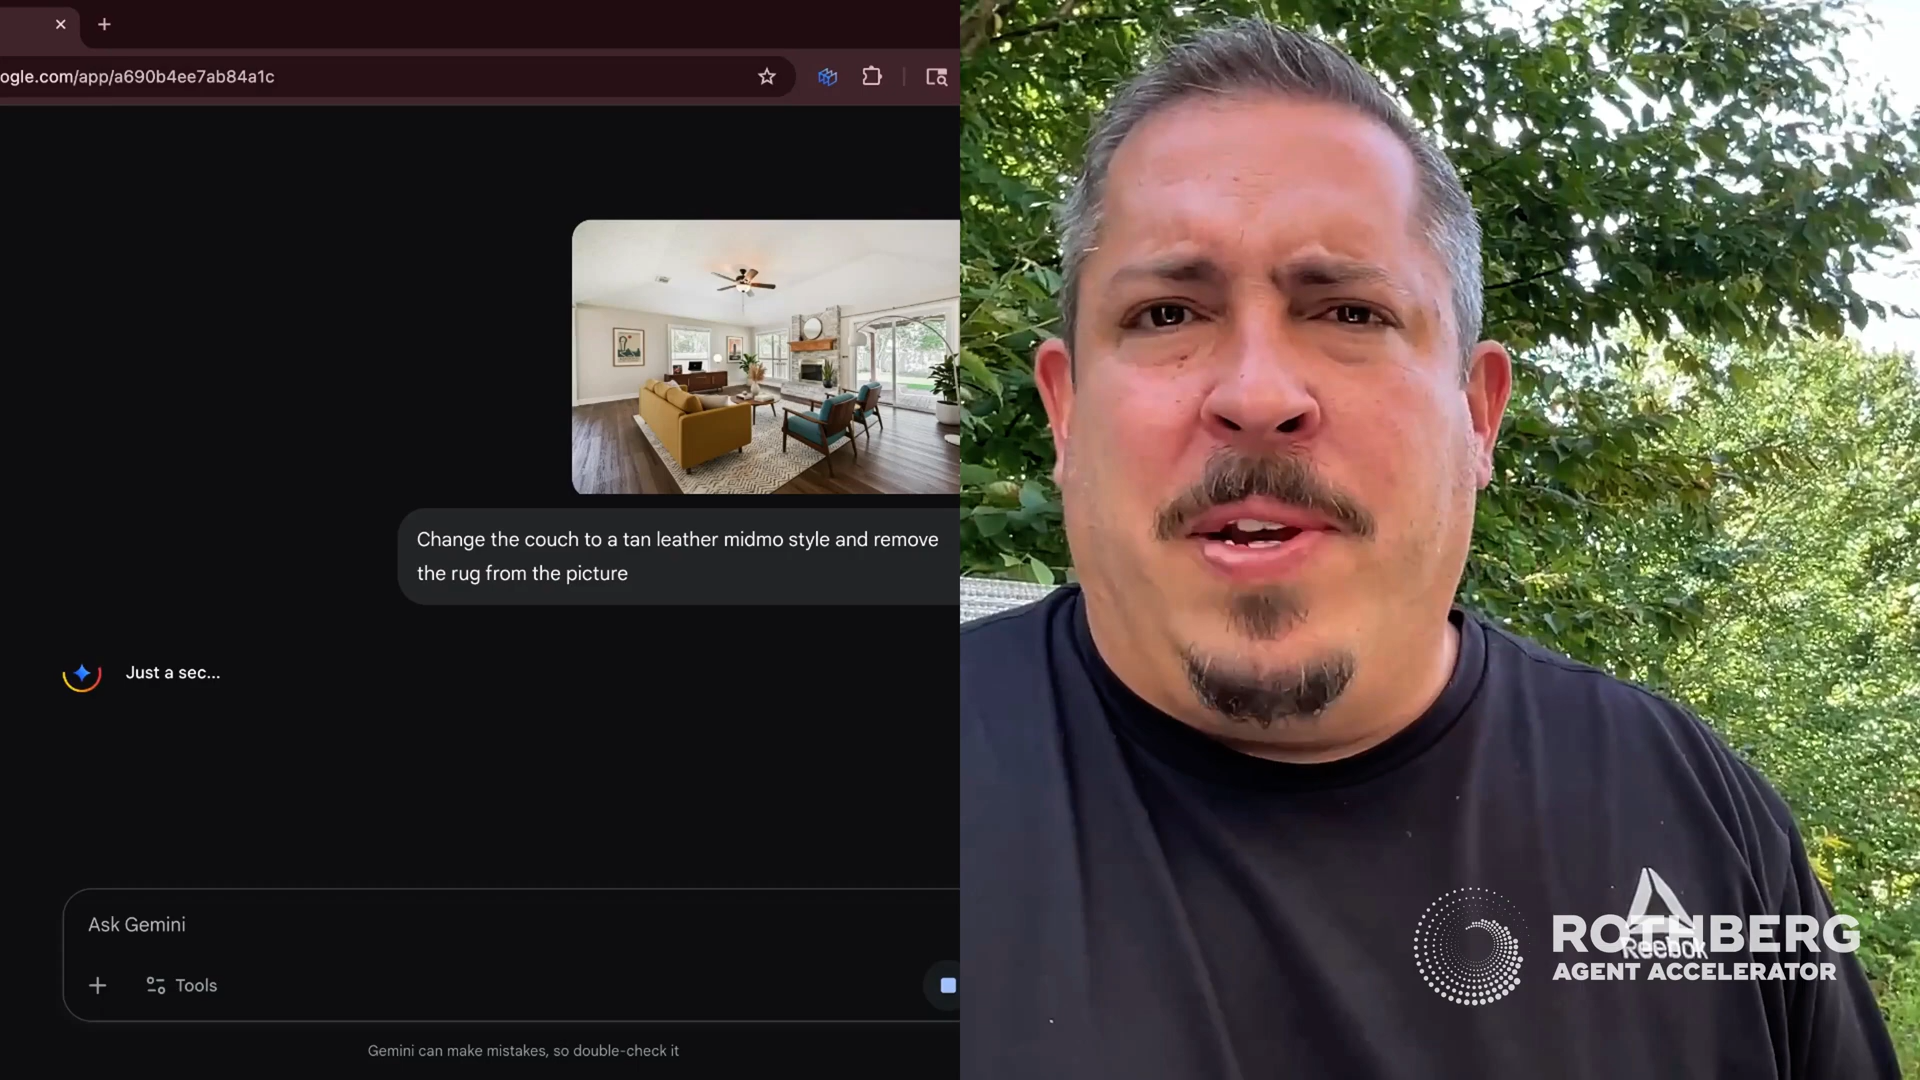 ogle.com/app/a690b4ee7ab84a1c
Change the couch to a tan leather midmo style and remove
the rug from the picture
Just a sec...
Ask Gemini
Tools
Gemini can make mistakes, so double-check it
ROTHBERG
Reebok
AGENT ACCELERATOR